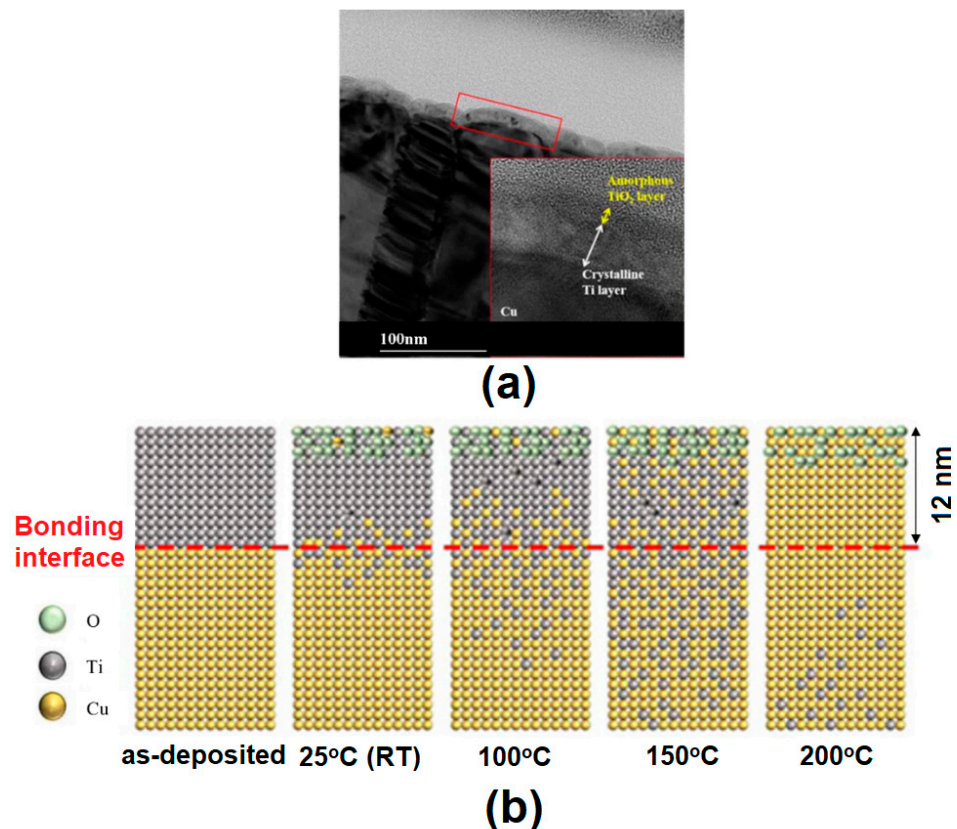 Amorphous
TiO₂ layer
Crystalline
Ti layer
Cu
100nm
(a)
12 nm
Bonding
interface
O
Ti
Cu
as-deposited 25°C (RT) 100°C 150°C 200°C
(b)